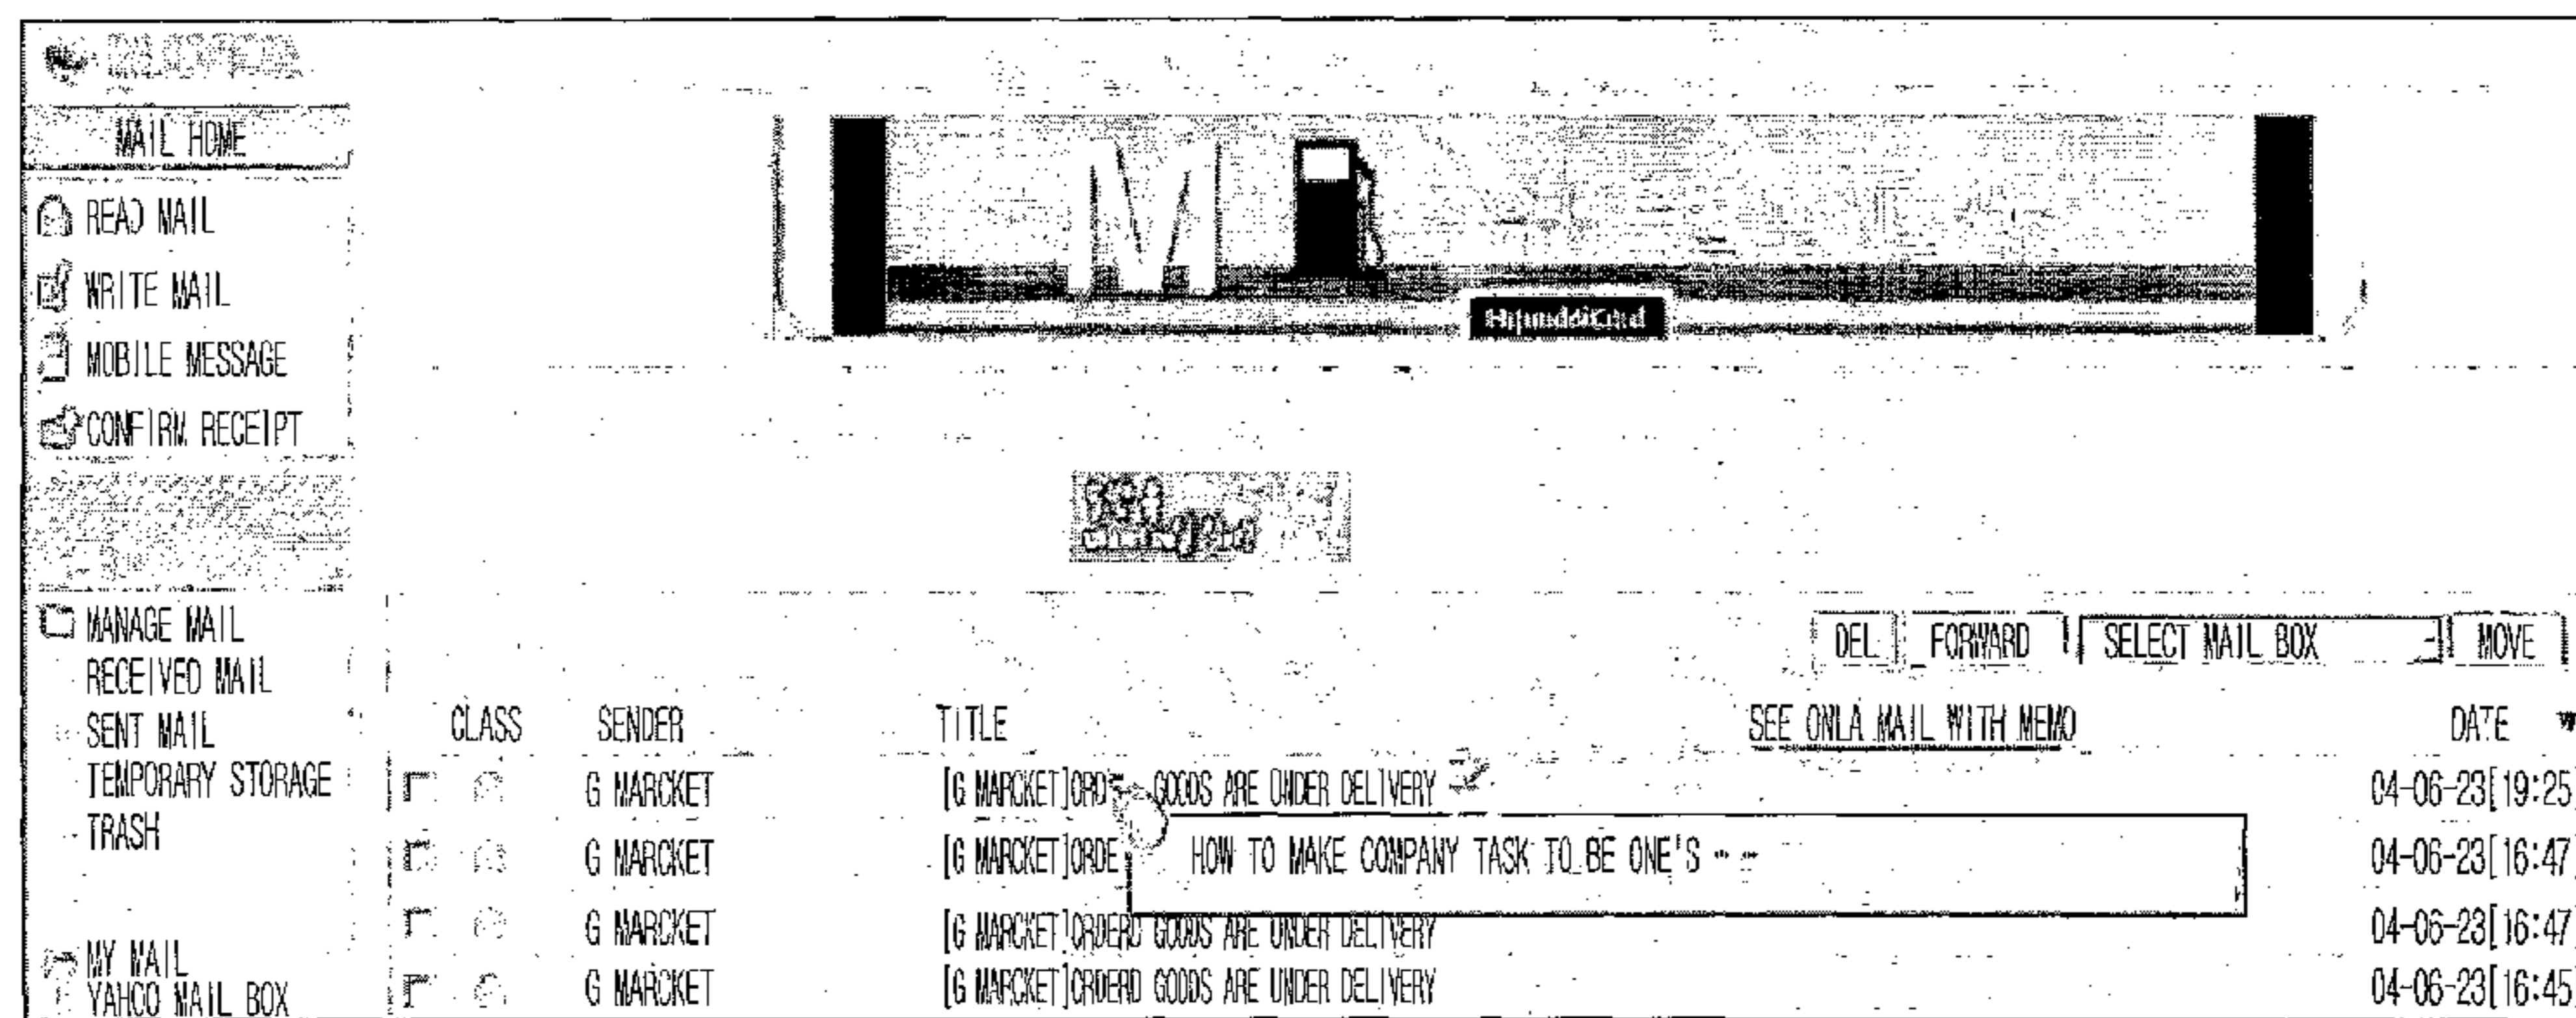 MAIL HOME
READ MAIL
WRITE MAIL
MOBILE MESSAGE
CONFIRM RECEIPT
MANAGE MAIL
RECEIVED MAIL
SENT MAIL
TEMPORARY STORAGE
TRASH
MY MAIL
YAHOO MAIL BOX
M
HyundaiCard
DEL FORWARD SELECT MAIL BOX MOVE
CLASS SENDER TITLE SEE ONLA MAIL WITH MEMO DATE
G MARCKET [G MARCKET]ORD GOODS ARE UNDER DELIVERY 04-06-23[19:25]
HOW TO MAKE COMPANY TASK TO BE ONE'S
G MARCKET [G MARCKET]ORDE 04-06-23[16:47]
G MARCKET [G MARCKET]ORDERD GOODS ARE UNDER DELIVERY 04-06-23[16:47]
G MARCKET [G MARCKET]ORDERD GOODS ARE UNDER DELIVERY 04-06-23[16:45]